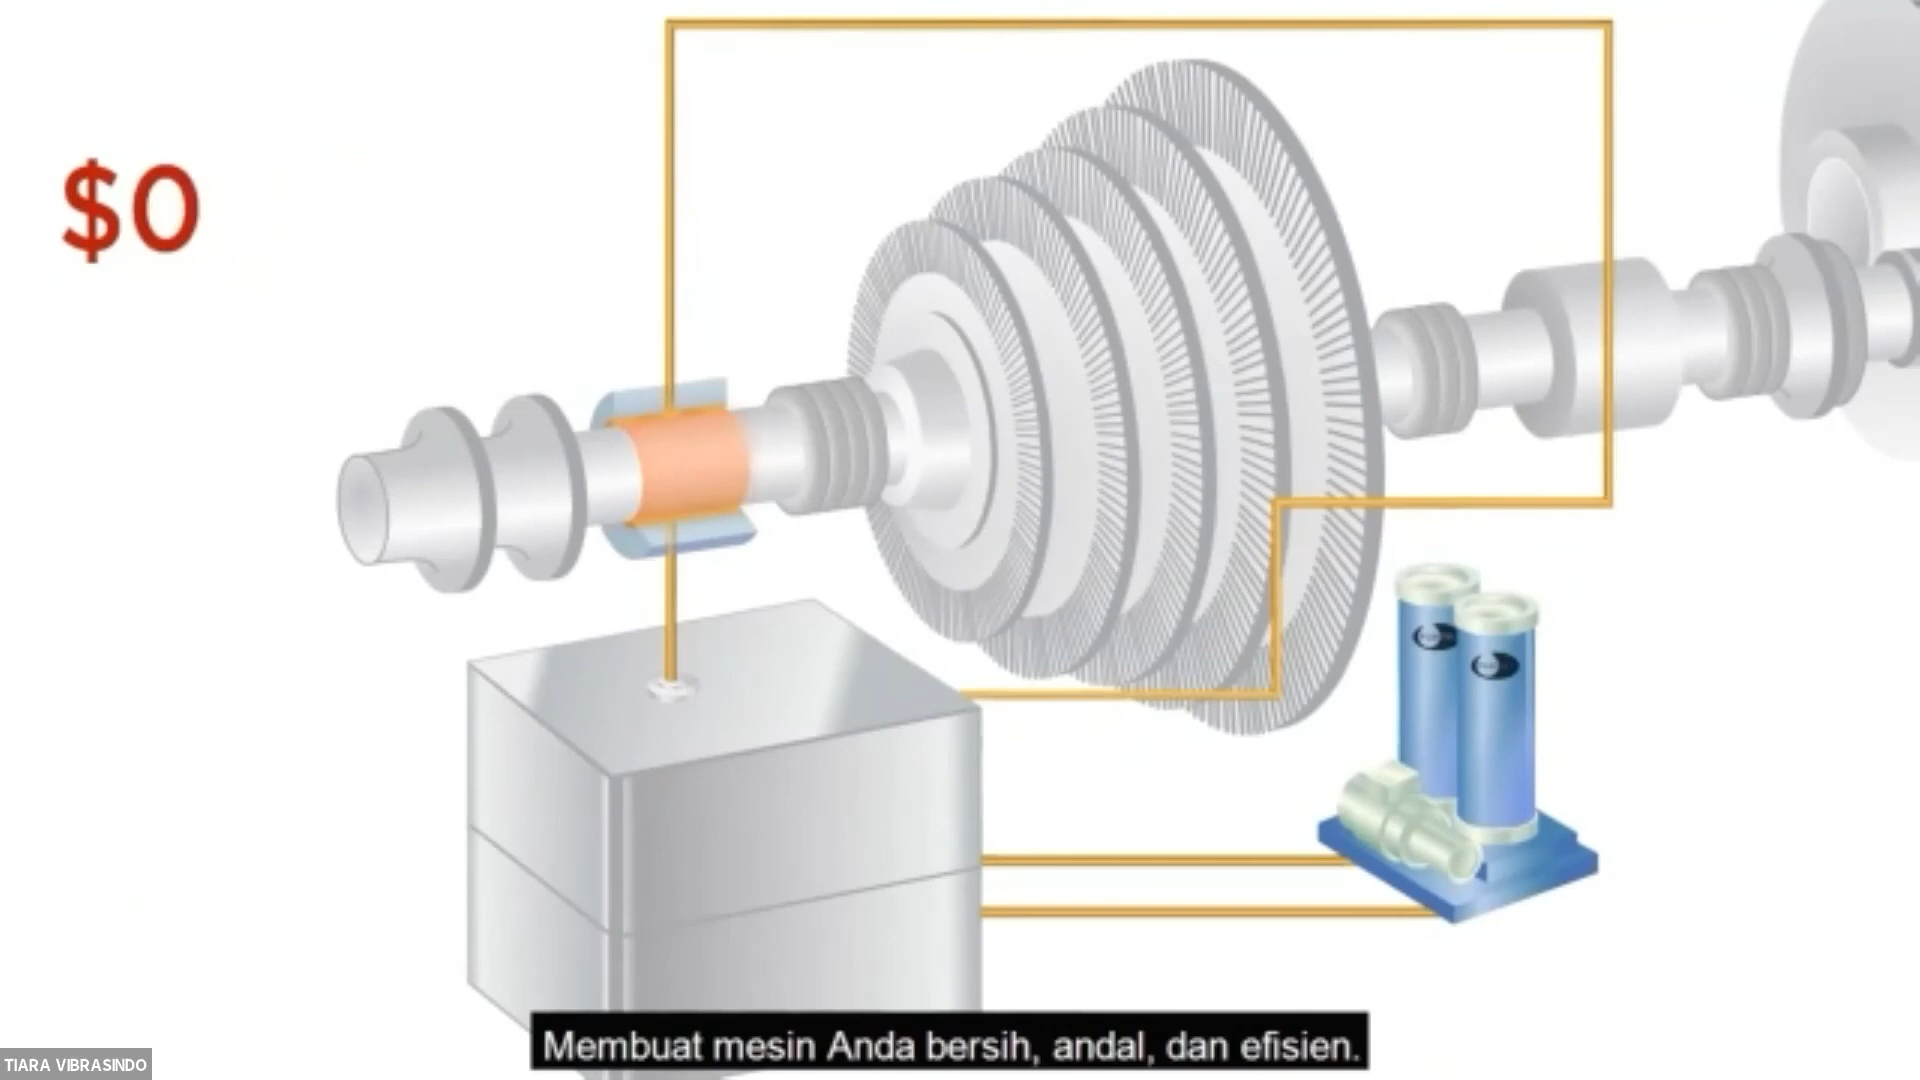 $0
Membuat mesin Anda bersih, andal, dan efisien.
TIARA VIBRASINDO